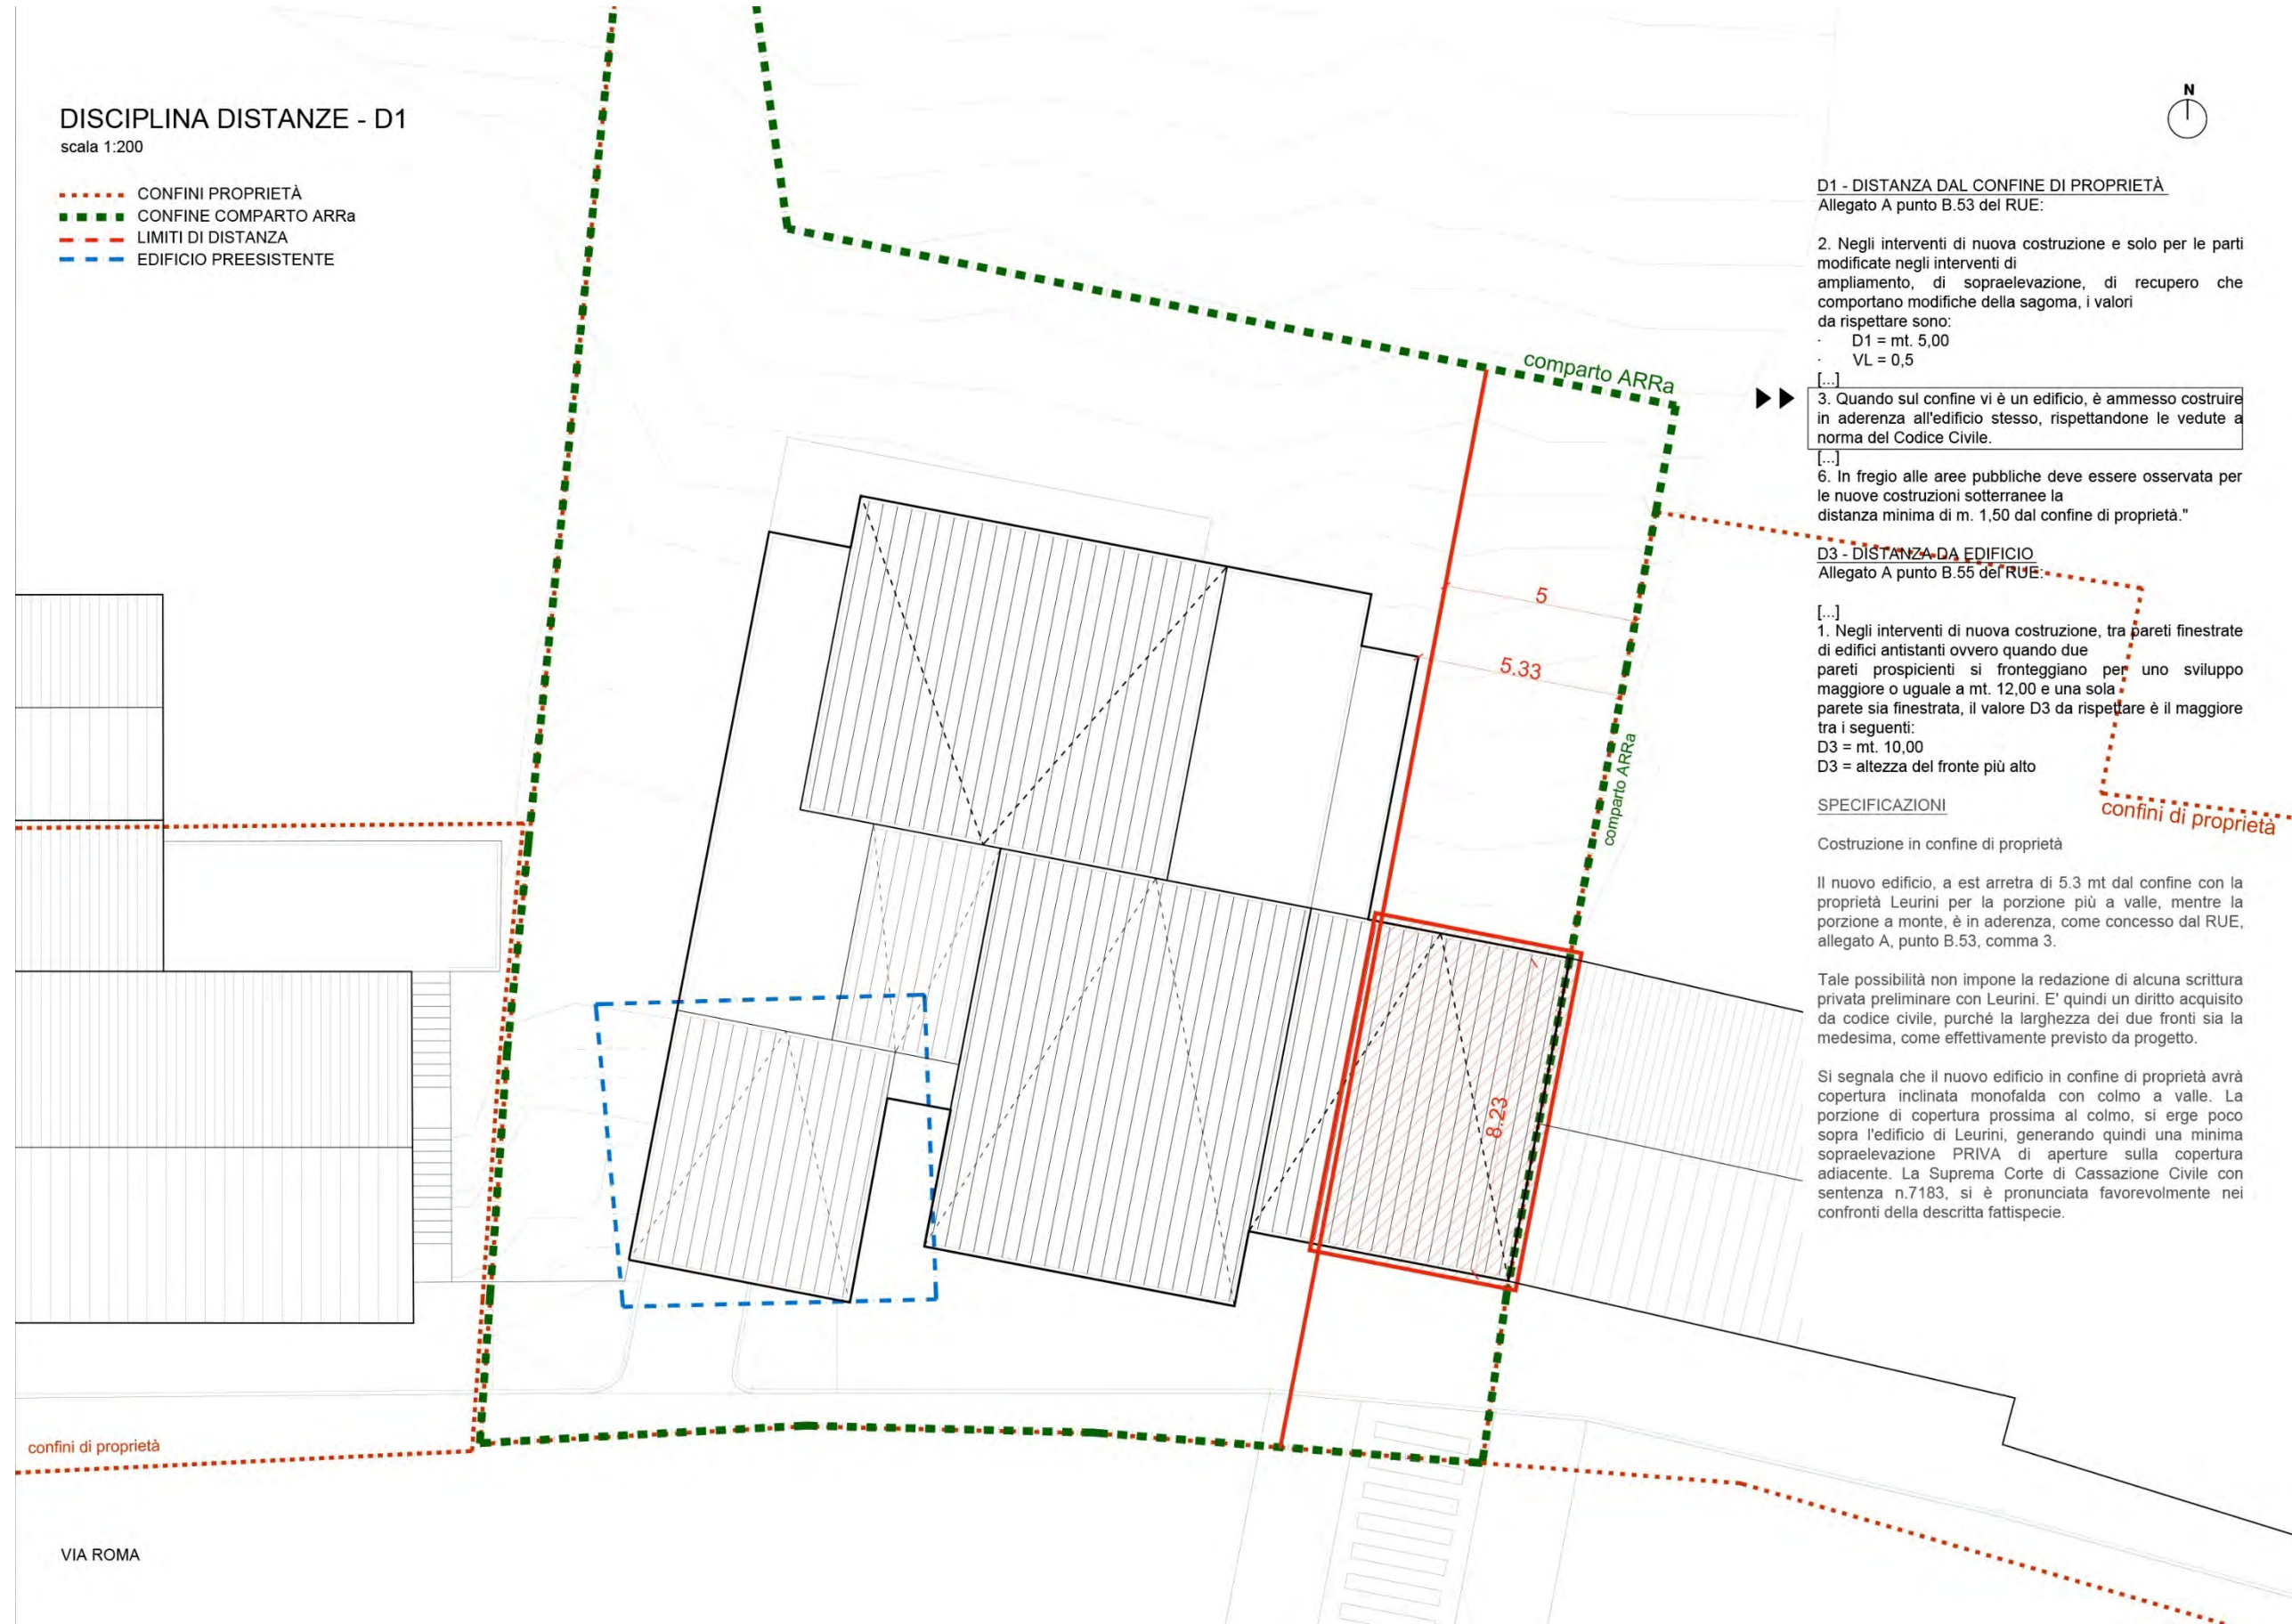 DISCIPLINA DISTANZE - D1
scala 1:200
CONFINI PROPRIETÀ
CONFINE COMPARTO ARRa
LIMITI DI DISTANZA
EDIFICIO PREESISTENTE
N
comparto ARRa
5
5.33
comparto ARRa
8.23
confini di proprietà
confini di proprietà
VIA ROMA
D1 - DISTANZA DAL CONFINE DI PROPRIETÀ
Allegato A punto B.53 del RUE:
2. Negli interventi di nuova costruzione e solo per le parti
modificate negli interventi di
ampliamento, di sopraelevazione, di recupero che
comportano modifiche della sagoma, i valori
da rispettare sono:
· D1 = mt. 5,00
· VL = 0,5
[...]
3. Quando sul confine vi è un edificio, è ammesso costruire
in aderenza all'edificio stesso, rispettandone le vedute a
norma del Codice Civile.
[...]
6. In fregio alle aree pubbliche deve essere osservata per
le nuove costruzioni sotterranee la
distanza minima di m. 1,50 dal confine di proprietà."
D3 - DISTANZA DA EDIFICIO
Allegato A punto B.55 del RUE:
[...]
1. Negli interventi di nuova costruzione, tra pareti finestrate
di edifici antistanti ovvero quando due
pareti prospicienti si fronteggiano per uno sviluppo
maggiore o uguale a mt. 12,00 e una sola
parete sia finestrata, il valore D3 da rispettare è il maggiore
tra i seguenti:
D3 = mt. 10,00
D3 = altezza del fronte più alto
SPECIFICAZIONI
Costruzione in confine di proprietà
Il nuovo edificio, a est arretra di 5.3 mt dal confine con la
proprietà Leurini per la porzione più a valle, mentre la
porzione a monte, è in aderenza, come concesso dal RUE,
allegato A, punto B.53, comma 3.
Tale possibilità non impone la redazione di alcuna scrittura
privata preliminare con Leurini. E' quindi un diritto acquisito
da codice civile, purché la larghezza dei due fronti sia la
medesima, come effettivamente previsto da progetto.
Si segnala che il nuovo edificio in confine di proprietà avrà
copertura inclinata monofalda con colmo a valle. La
porzione di copertura prossima al colmo, si erge poco
sopra l'edificio di Leurini, generando quindi una minima
sopraelevazione PRIVA di aperture sulla copertura
adiacente. La Suprema Corte di Cassazione Civile con
sentenza n.7183, si è pronunciata favorevolmente nei
confronti della descritta fattispecie.